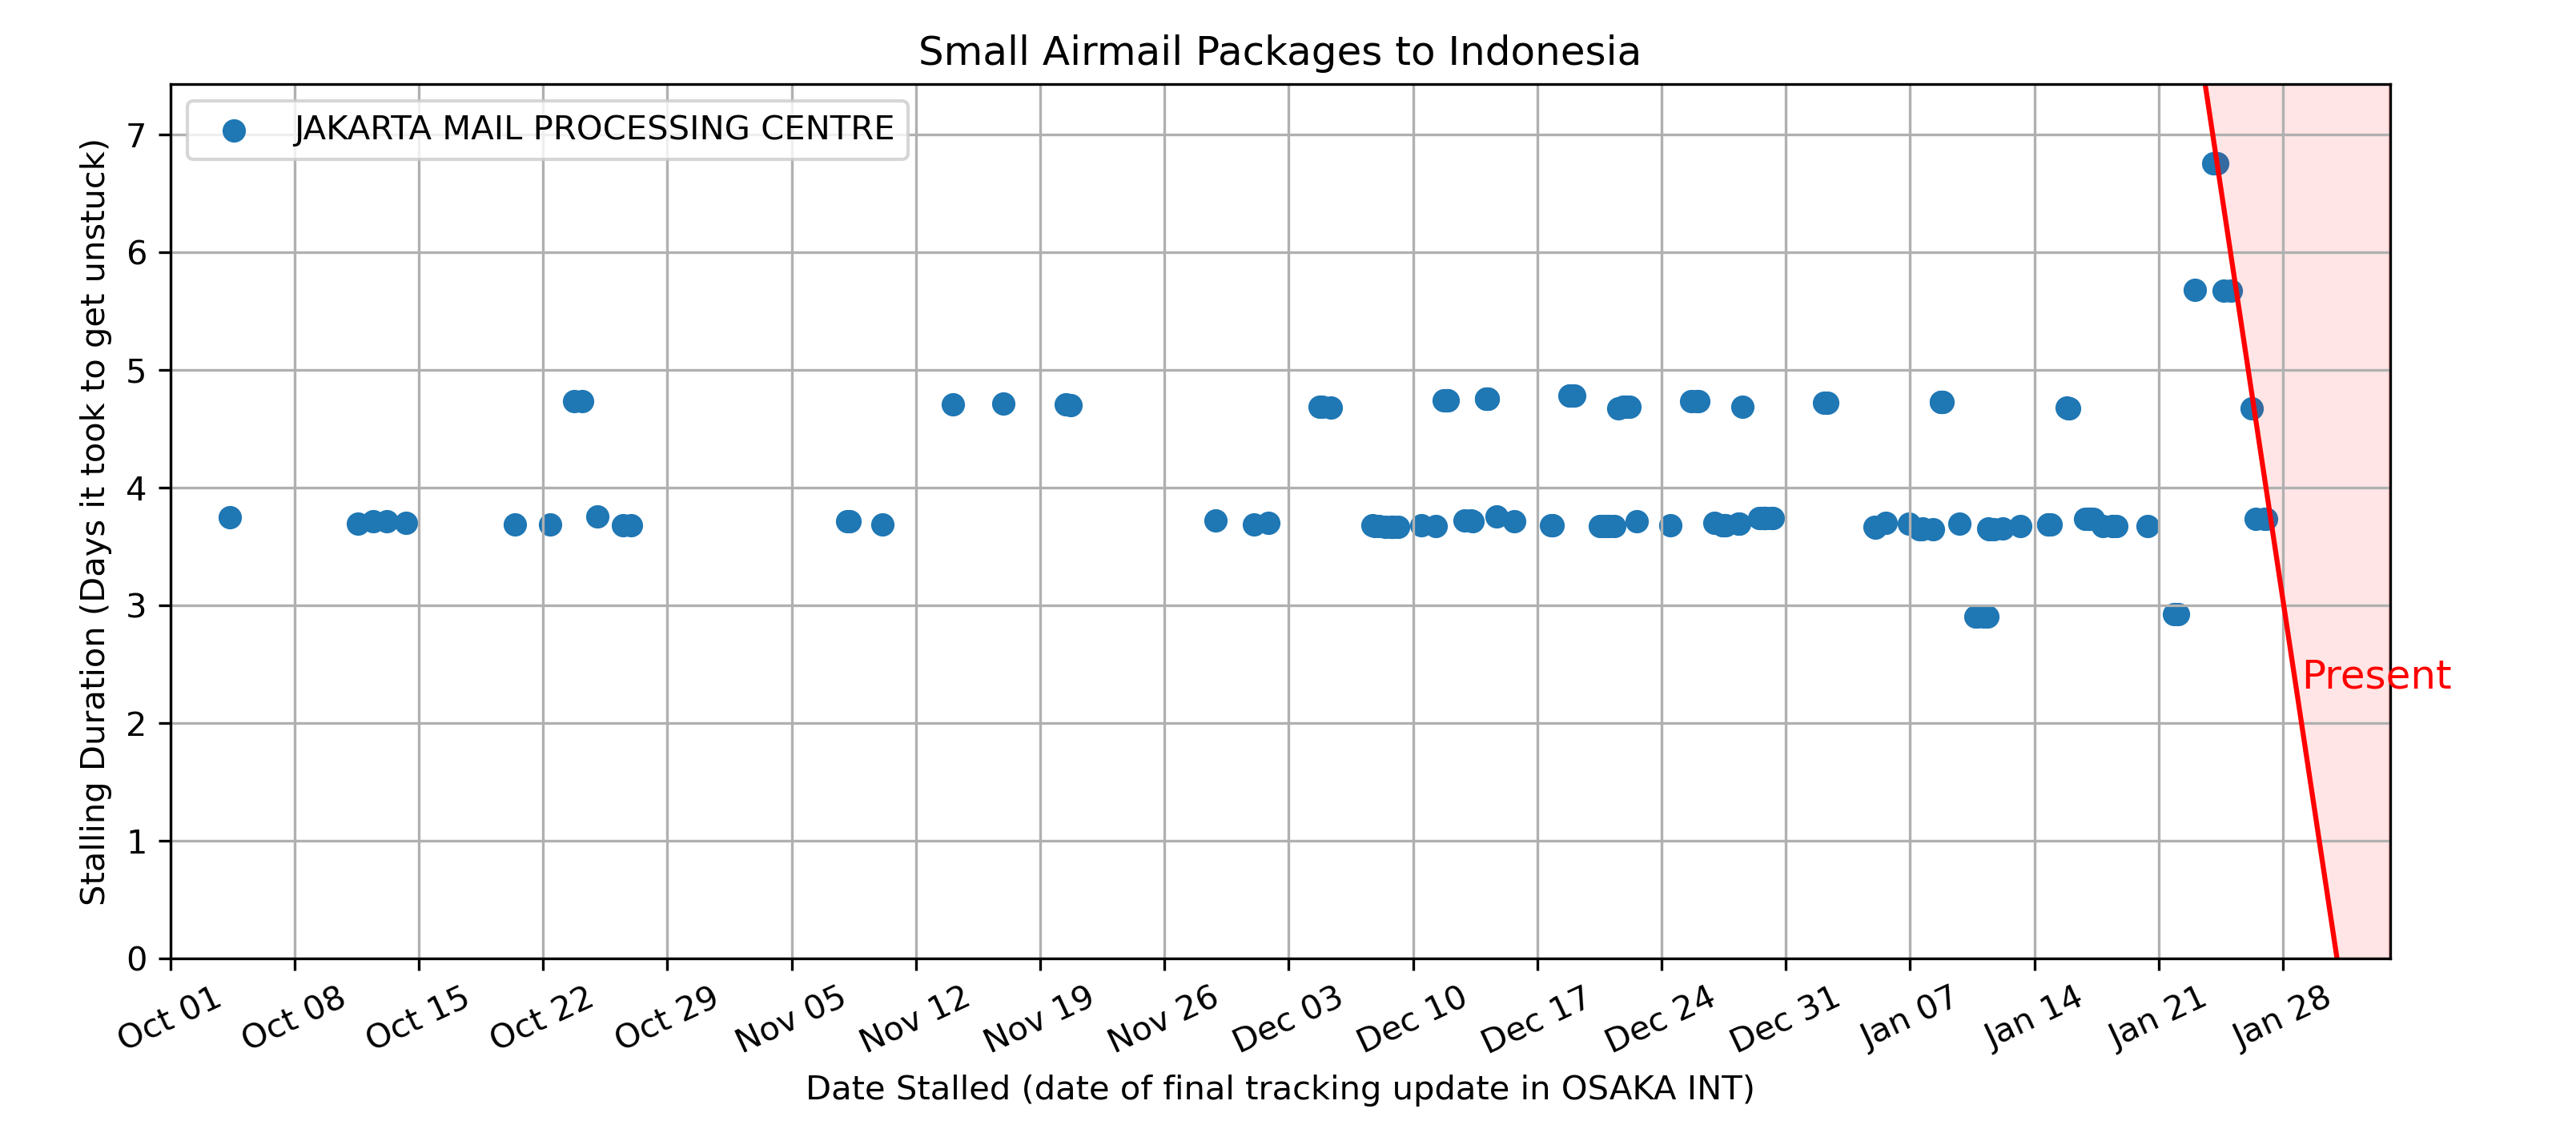 Small Airmail Packages to Indonesia
JAKARTA MAIL PROCESSING CENTRE
Stalling Duration (Days it took to get unstuck)
7
6
5
4
3
2
1
0
Present
Oct 01
Oct 08
Oct 15
Oct 22
Oct 29
Nov 05
Nov 12
Nov 19
Nov 26
Dec 03
Dec 10
Dec 17
Dec 24
Dec 31
Jan 07
Jan 14
Jan 21
Jan 28
Date Stalled (date of final tracking update in OSAKA INT)